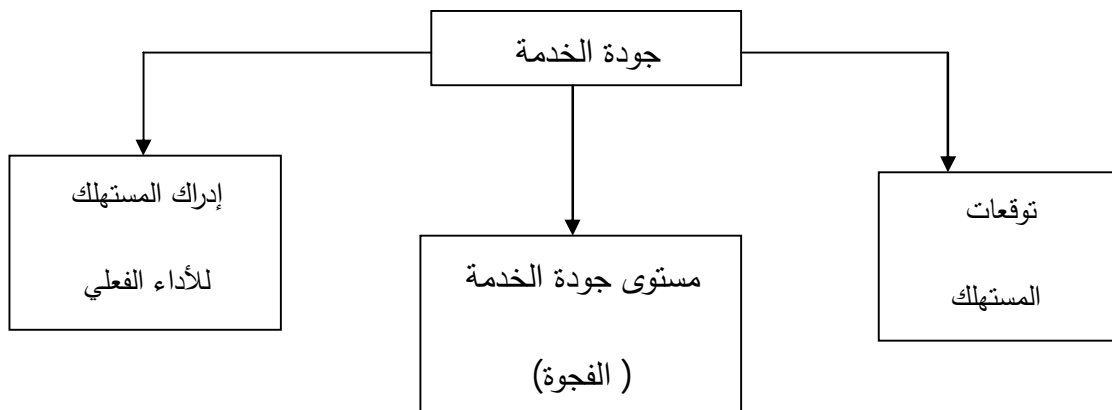 جودة الخدمة
توقعات
المستهلك
مستوى جودة الخدمة
( الفجوة)
إدراك المستهلك
للأداء الفعلي